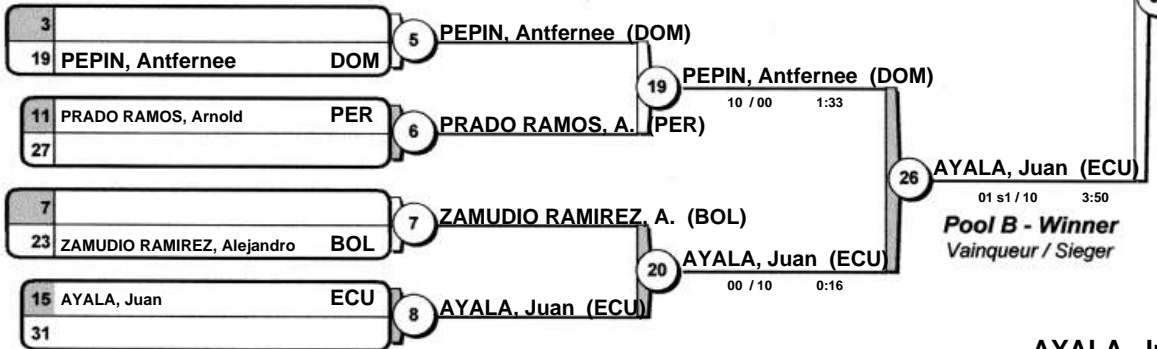 3
19 PEPIN, Antfernee DOM
5 PEPIN, Antfernee (DOM)
11 PRADO RAMOS, Arnold PER
27
6 PRADO RAMOS, A. (PER)
19 PEPIN, Antfernee (DOM)
10 / 00 1:33
7
23 ZAMUDIO RAMIREZ, Alejandro BOL
7 ZAMUDIO RAMIREZ, A. (BOL)
15 AYALA, Juan ECU
31
8 AYALA, Juan (ECU)
20 AYALA, Juan (ECU)
00 / 10 0:16
26 AYALA, Juan (ECU)
01 s1 / 10 3:50
Pool B - Winner
Vainqueur / Sieger
AYALA